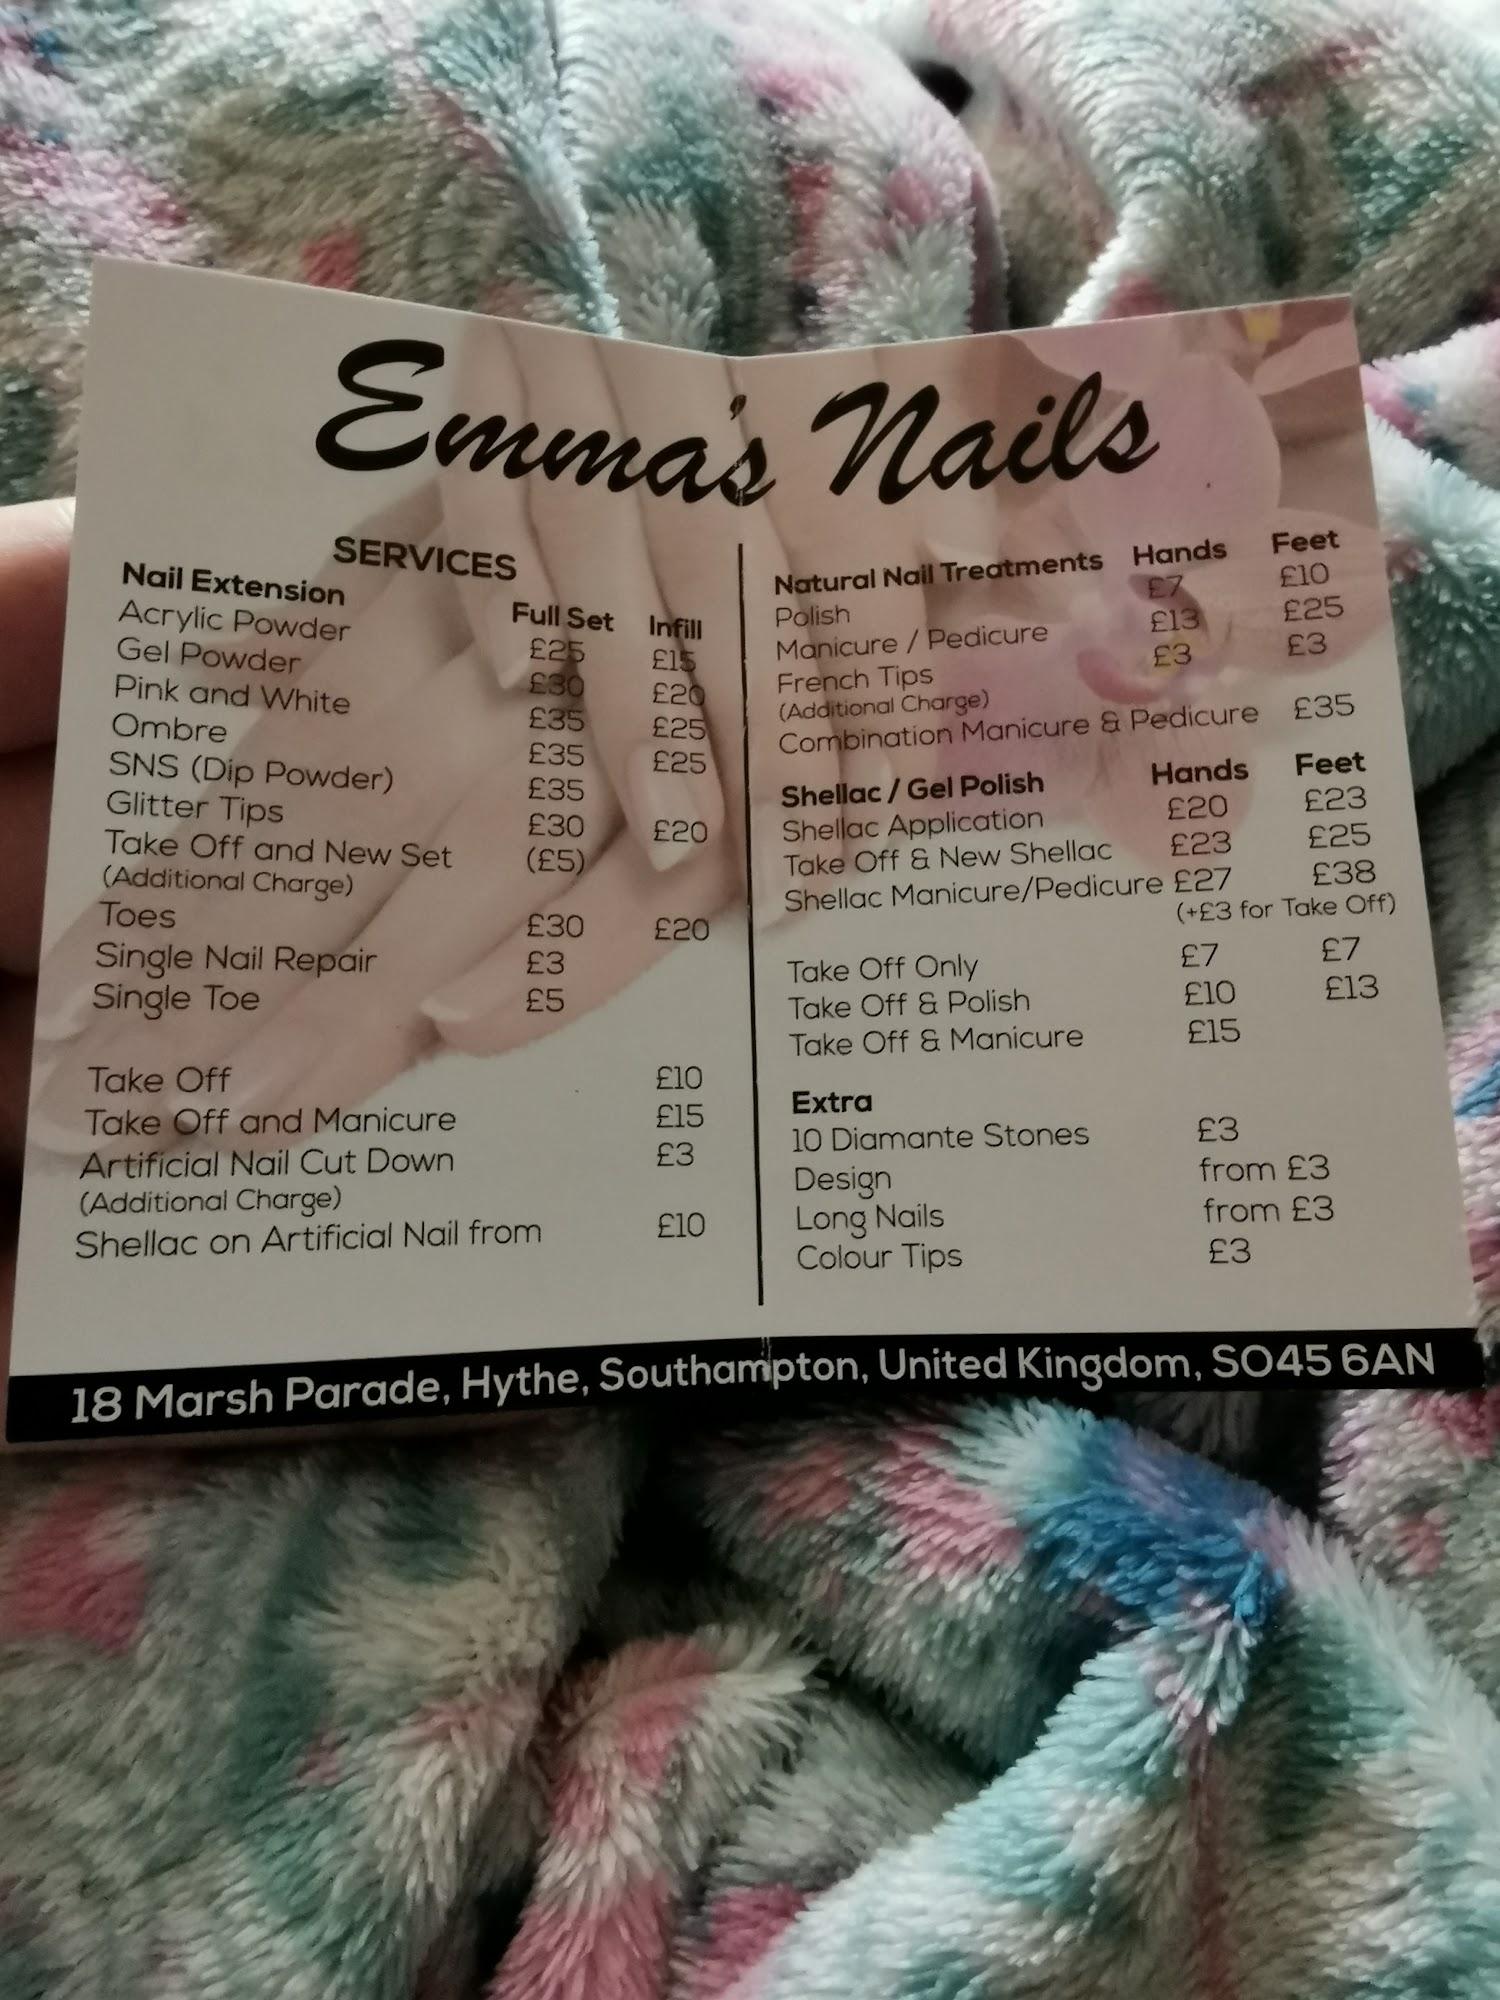 Emma's Nails
SERVICES
Nail Extension Full Set Infill
Acrylic Powder £25 £15
Gel Powder £30 £20
Pink and White £35 £25
Ombre £35 £25
SNS (Dip Powder) £35
Glitter Tips £30 £20
Take Off and New Set (£5)
(Additional Charge)
Toes £30 £20
Single Nail Repair £3
Single Toe £5
Take Off £10
Take Off and Manicure £15
Artificial Nail Cut Down £3
(Additional Charge)
Shellac on Artificial Nail from £10
Natural Nail Treatments Hands Feet
Polish £7 £10
Manicure / Pedicure £13 £25
French Tips £3 £3
(Additional Charge)
Combination Manicure & Pedicure £35
Shellac / Gel Polish Hands Feet
Shellac Application £20 £23
Take Off & New Shellac £23 £25
Shellac Manicure/Pedicure £27 £38
(+£3 for Take Off)
Take Off Only £7 £7
Take Off & Polish £10 £13
Take Off & Manicure £15
Extra
10 Diamante Stones £3
Design from £3
Long Nails from £3
Colour Tips £3
18 Marsh Parade, Hythe, Southampton, United Kingdom, SO45 6AN